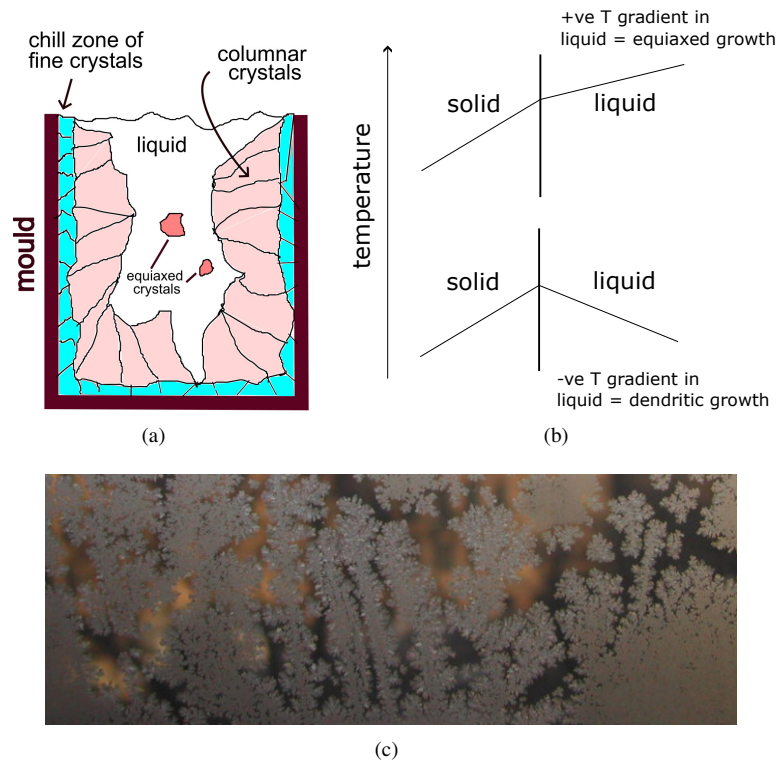 chill zone of
fine crystals
columnar
crystals
liquid
mould
equiaxed
crystals
(a)
+ve T gradient in
liquid = equiaxed growth
temperature
solid
liquid
solid
liquid
-ve T gradient in
liquid = dendritic growth
(b)
(c)